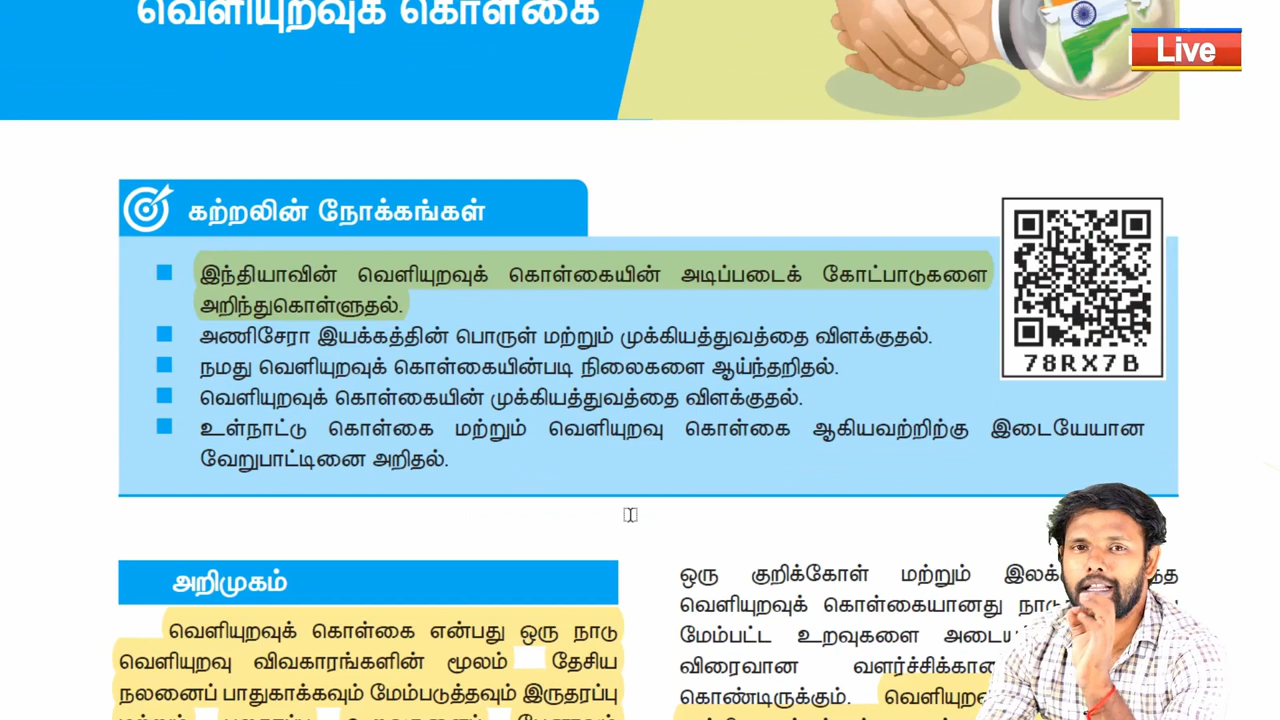 வெளியுறவுக் கொள்கை
Live
கற்றலின் நோக்கங்கள்
இந்தியாவின் வெளியுறவுக் கொள்கையின் அடிப்படைக் கோட்பாடுகளை
அறிந்துகொள்ளுதல்.
அணிசேரா இயக்கத்தின் பொருள் மற்றும் முக்கியத்துவத்தை விளக்குதல்.
நமது வெளியுறவுக் கொள்கையின்படி நிலைகளை ஆய்ந்தறிதல்.
வெளியுறவுக் கொள்கையின் முக்கியத்துவத்தை விளக்குதல்.
உள்நாட்டு கொள்கை மற்றும் வெளியுறவு கொள்கை ஆகியவற்றிற்கு இடையேயான
வேறுபாட்டினை அறிதல்.
78RX7B
அறிமுகம்
வெளியுறவுக் கொள்கை என்பது ஒரு நாடு
வெளியுறவு விவகாரங்களின் மூலம் தேசிய
நலனைப் பாதுகாக்கவும் மேம்படுத்தவும் இருதரப்பு
ஒரு குறிக்கோள் மற்றும்
வெளியுறவுக் கொள்கையானது
மேம்பட்ட உறவுகளை
விரைவான
கொண்டிருக்கும்.